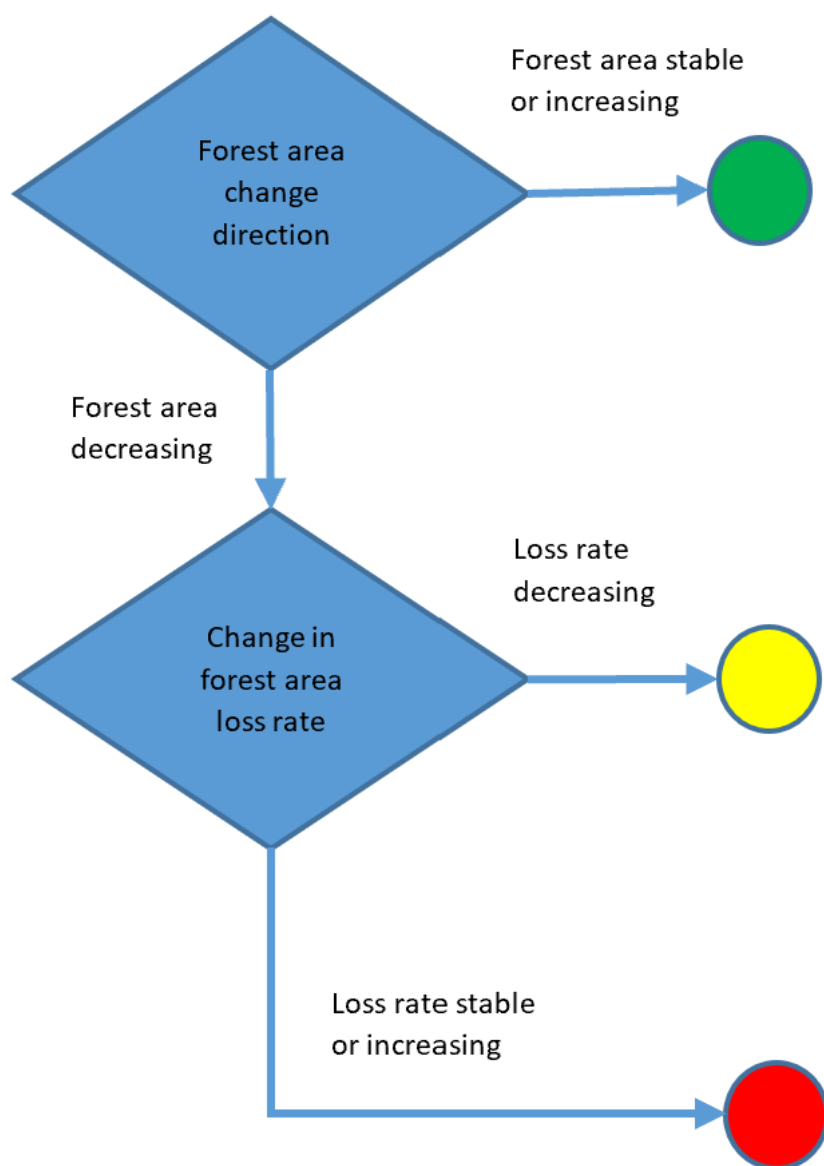 Forest area stable
or increasing
Forest area
change
direction
Forest area
decreasing
Loss rate
decreasing
Change in
forest area
loss rate
Loss rate stable
or increasing